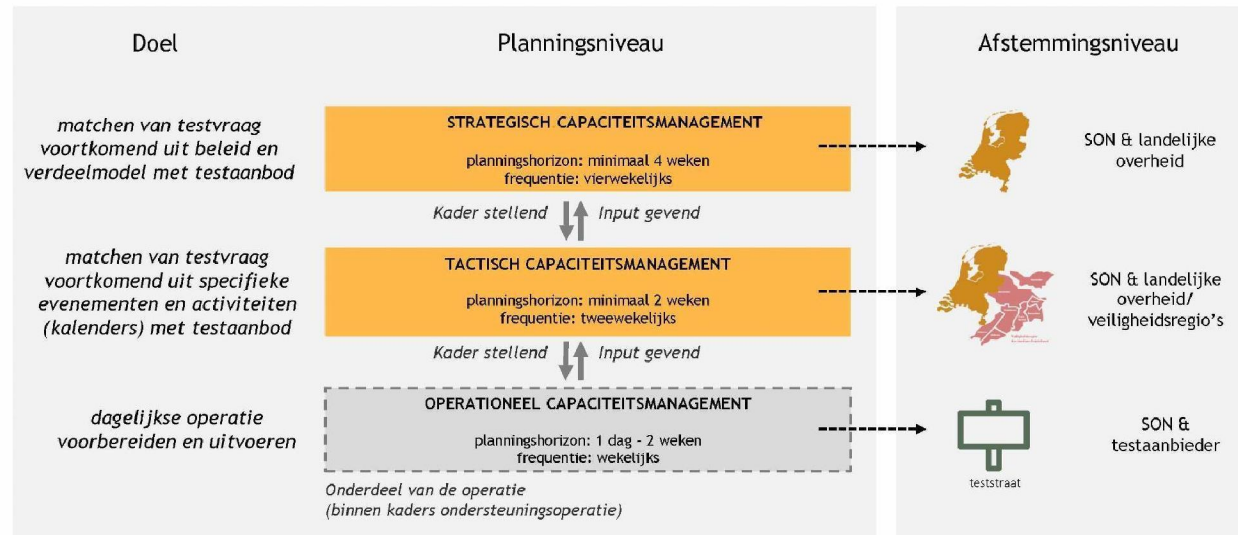 Doel
Planningsniveau
Afstemmingsniveau
matchen van testvraag
voortkomend uit beleid en
verdeelmodel met testaanbod
STRATEGISCH CAPACITEITSMANAGEMENT
planningshorizon: minimaal 4 weken
frequentie: vierwekelijks
SON & landelijke
overheid
Kader stellend
Input gevend
matchen van testvraag
voortkomend uit specifieke
evenementen en activiteiten
(kalenders) met testaanbod
TACTISCH CAPACITEITSMANAGEMENT
planningshorizon: minimaal 2 weken
frequentie: tweewekelijks
SON & landelijke
overheid/
veiligheidsregio's
Kader stellend
Input gevend
dagelijkse operatie
voorbereiden en uitvoeren
OPERATIONEEL CAPACITEITSMANAGEMENT
planningshorizon: 1 dag - 2 weken
frequentie: wekelijks
SON &
testaanbieder
teststraat
Onderdeel van de operatie
(binnen kaders ondersteuningsoperatie)